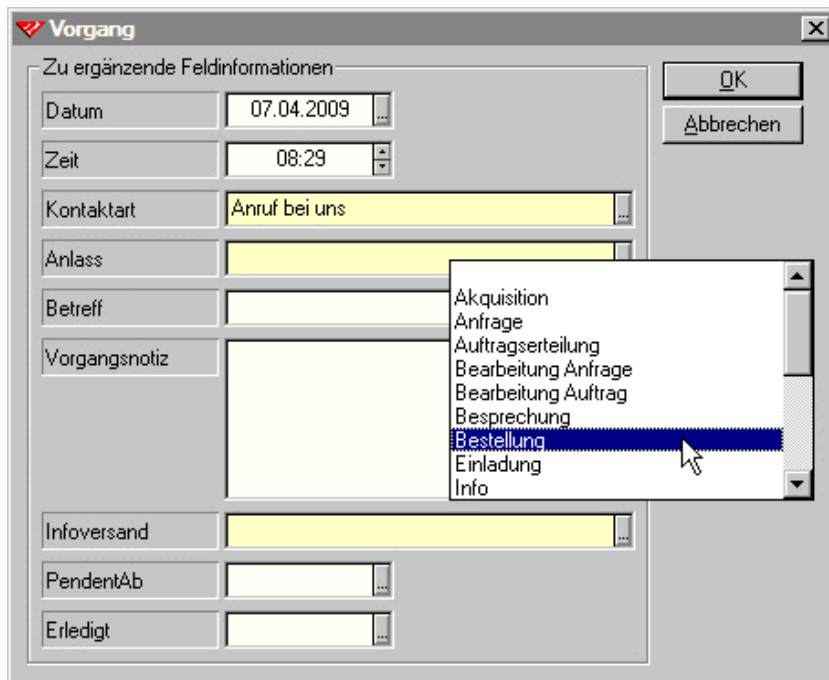 Vorgang
Zu ergänzende Feldinformationen
OK
Abbrechen
Datum 07.04.2009 ...
Zeit 08:29
Kontaktart Anruf bei uns ...
Anlass
Betreff
Vorgangsnotiz
Akquisition
Anfrage
Auftragserteilung
Bearbeitung Anfrage
Bearbeitung Auftrag
Besprechung
Bestellung
Einladung
Info
Infoversand ...
PendentAb ...
Erledigt ...